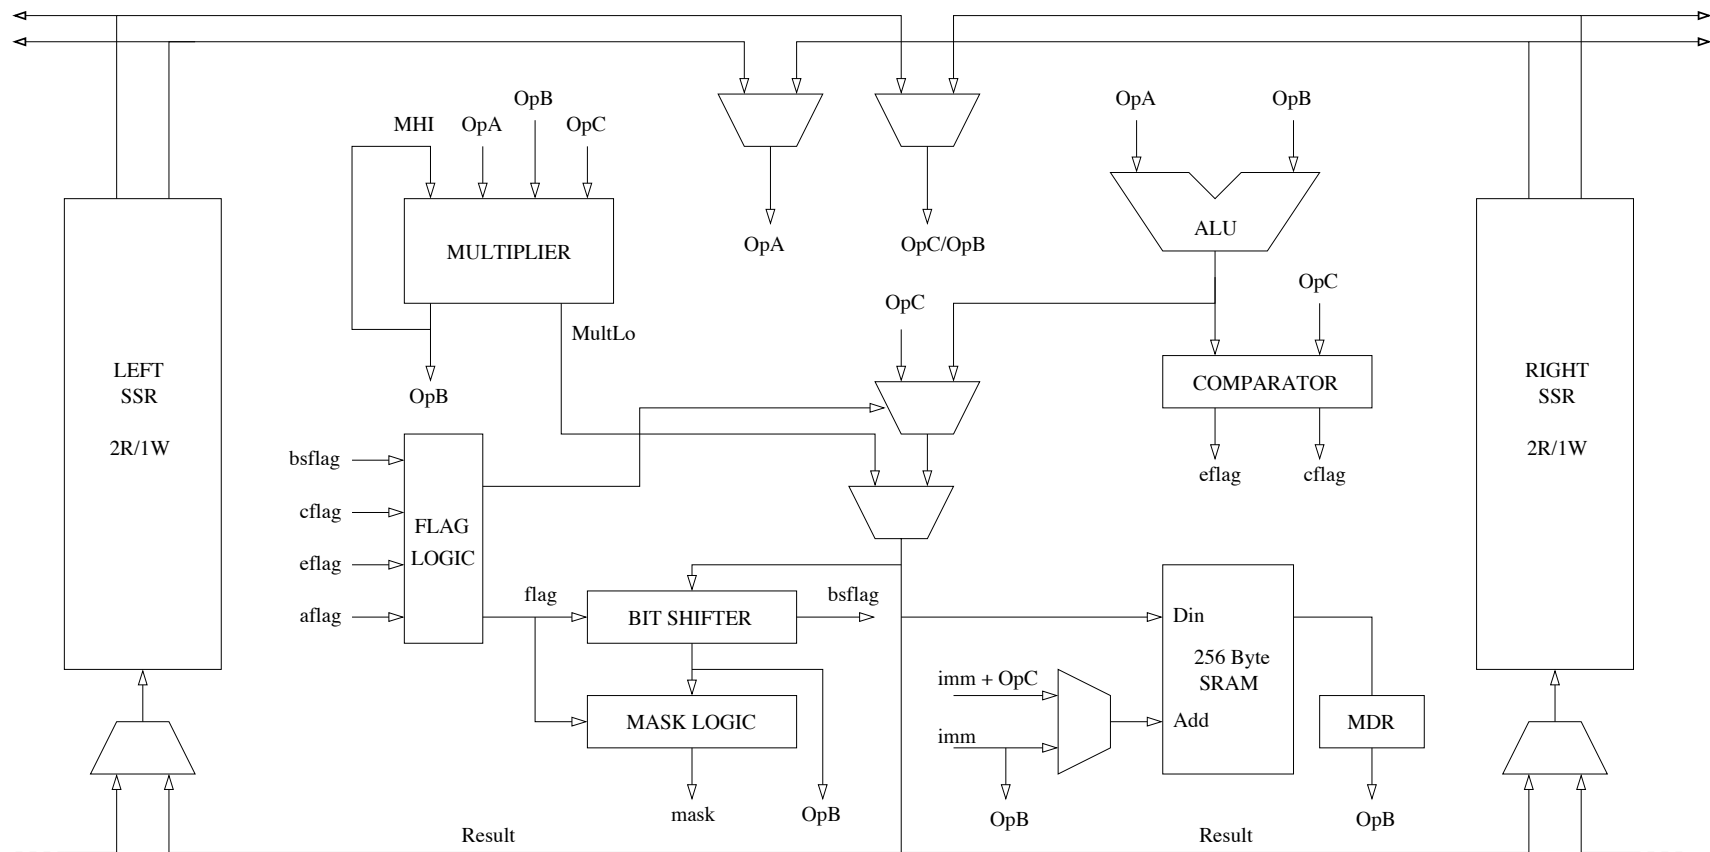 OpB
OpA
OpB
MHI
OpA
OpC
MULTIPLIER
ALU
OpA
OpC/OpB
OpC
OpC
MultLo
LEFT
SSR
2R/1W
RIGHT
SSR
2R/1W
COMPARATOR
OpB
eflag
cflag
bsflag
cflag
eflag
aflag
FLAG
LOGIC
flag
BIT SHIFTER
bsflag
MASK LOGIC
mask
OpB
Din
256 Byte
SRAM
Add
imm + OpC
imm
OpB
MDR
OpB
Result
Result